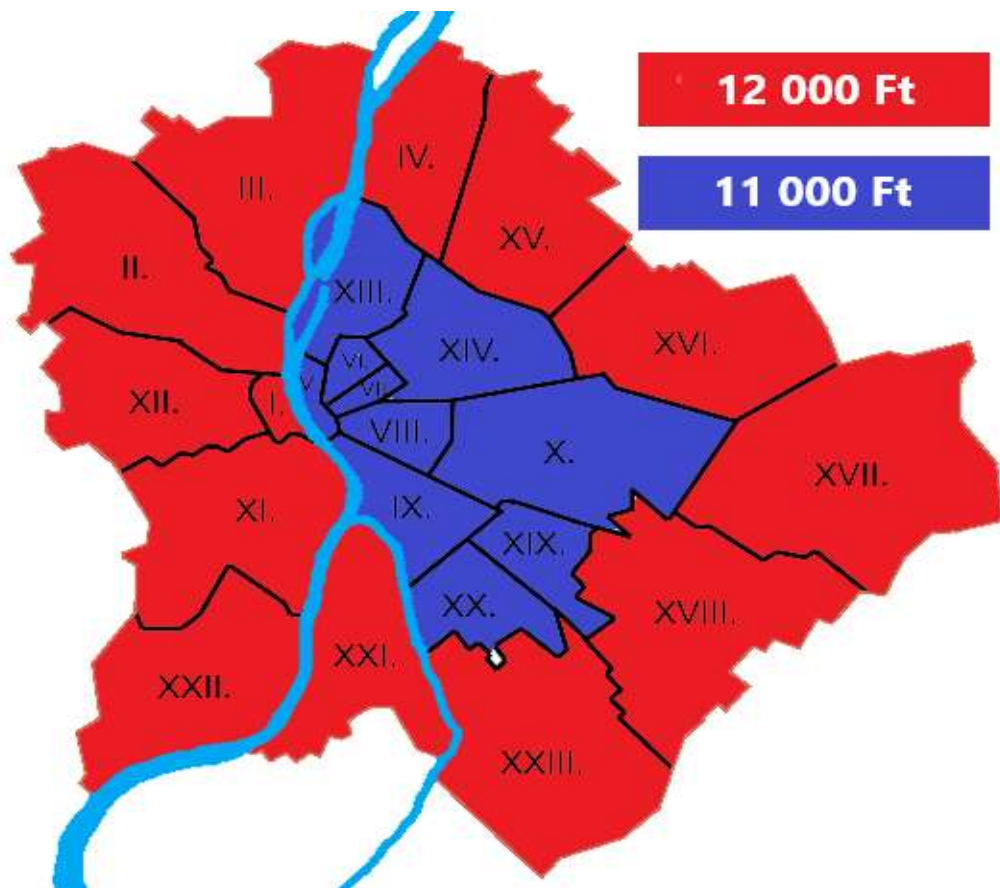 12 000 Ft
11 000 Ft
IV.
III.
XV.
II.
XIII.
XIV.
XVI.
VI.
V.
VI.
XII.
I.
VIII.
X.
XVII.
XI.
IX.
XIX.
XX.
XVIII.
XXI.
XXII.
XXIII.